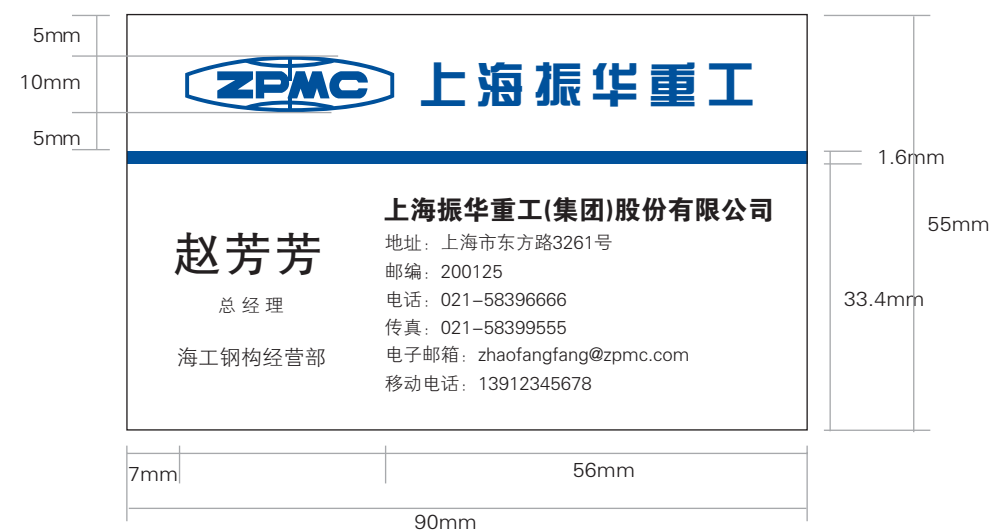 5mm
10mm
5mm
ZPMC 上海振华重工
1.6mm
55mm
33.4mm
上海振华重工(集团)股份有限公司
地址：上海市东方路3261号
邮编：200125
电话：021-58396666
传真：021-58399555
电子邮箱：zhaofangfang@zpmc.com
移动电话：13912345678
赵芳芳
总经理
海工钢构经营部
7mm
56mm
90mm